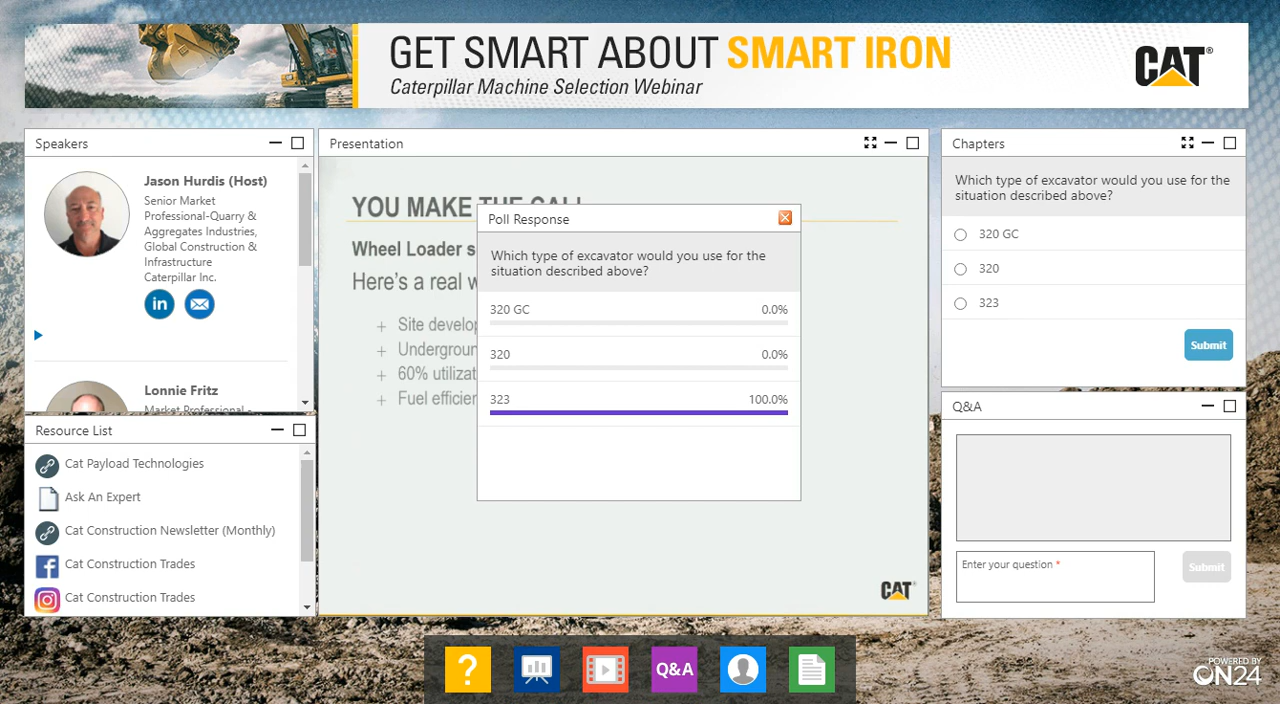 GET SMART ABOUT SMART IRON
Caterpillar Machine Selection Webinar
CAT®
Speakers
Jason Hurdis (Host)
Senior Market
Professional-Quarry &
Aggregates Industries,
Global Construction &
Infrastructure
Caterpillar Inc.
in
Lonnie Fritz
Market Professional -
Resource List
Cat Payload Technologies
Ask An Expert
Cat Construction Newsletter (Monthly)
Cat Construction Trades
Cat Construction Trades
Presentation
YOU MAKE THE CALL
Wheel Loader s
Here's a real w
+ Site develop
+ Undergroun
+ 60% utilizat
+ Fuel efficien
CAT
Poll Response
Which type of excavator would you use for the
situation described above?
320 GC 0.0%
320 0.0%
323 100.0%
Chapters
Which type of excavator would you use for the
situation described above?
320 GC
320
323
Submit
Q&A
Enter your question *
Submit
?
Q&A
POWERED BY
ON24